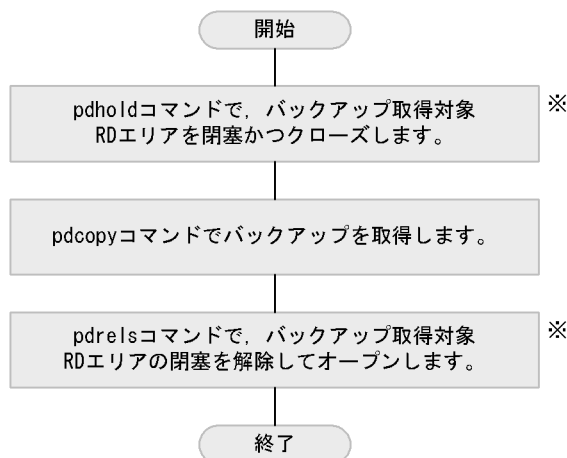 開始
pdholdコマンドで，バックアップ取得対象
RDエリアを閉塞かつクローズします。
※
pdcopyコマンドでバックアップを取得します。
pdrelsコマンドで，バックアップ取得対象
RDエリアの閉塞を解除してオープンします。
※
終了